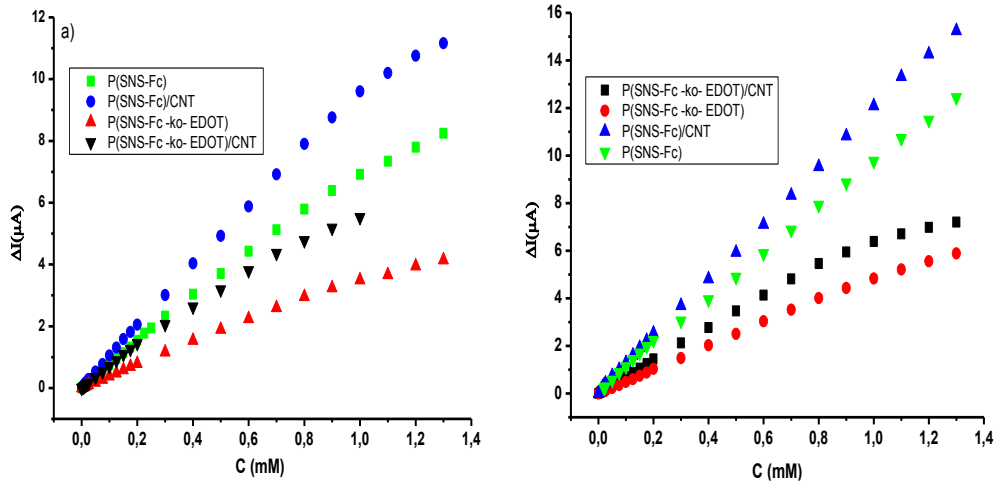 a)
12
10
8
6
4
2
0
ΔI(µA)
P(SNS-Fc)
P(SNS-Fc)/CNT
P(SNS-Fc -ko- EDOT)
P(SNS-Fc -ko- EDOT)/CNT
0,0 0,2 0,4 0,6 0,8 1,0 1,2 1,4
C (mM)
16
14
12
10
8
6
4
2
0
ΔI(µA)
P(SNS-Fc -ko- EDOT)/CNT
P(SNS-Fc -ko- EDOT)
P(SNS-Fc)/CNT
P(SNS-Fc)
0,0 0,2 0,4 0,6 0,8 1,0 1,2 1,4
C (mM)